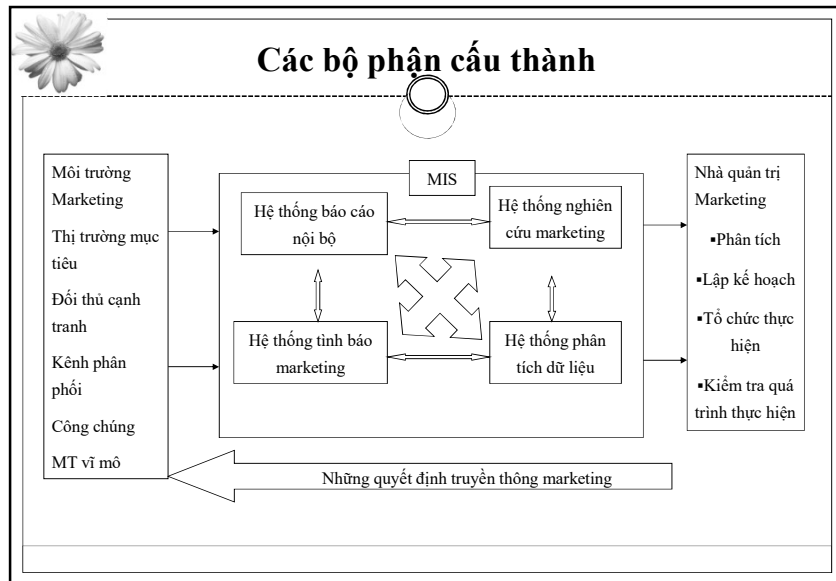 Các bộ phận cấu thành
Môi trường
Marketing
Thị trường mục
tiêu
Đối thủ cạnh
tranh
Kênh phân
phối
Công chúng
MT vĩ mô
MIS
Hệ thống báo cáo
nội bộ
Hệ thống nghiên
cứu marketing
Hệ thống tình báo
marketing
Hệ thống phân
tích dữ liệu
Nhà quản trị
Marketing
▪Phân tích
▪Lập kế hoạch
▪Tổ chức thực
hiện
▪Kiểm tra quá
trình thực hiện
Những quyết định truyền thông marketing